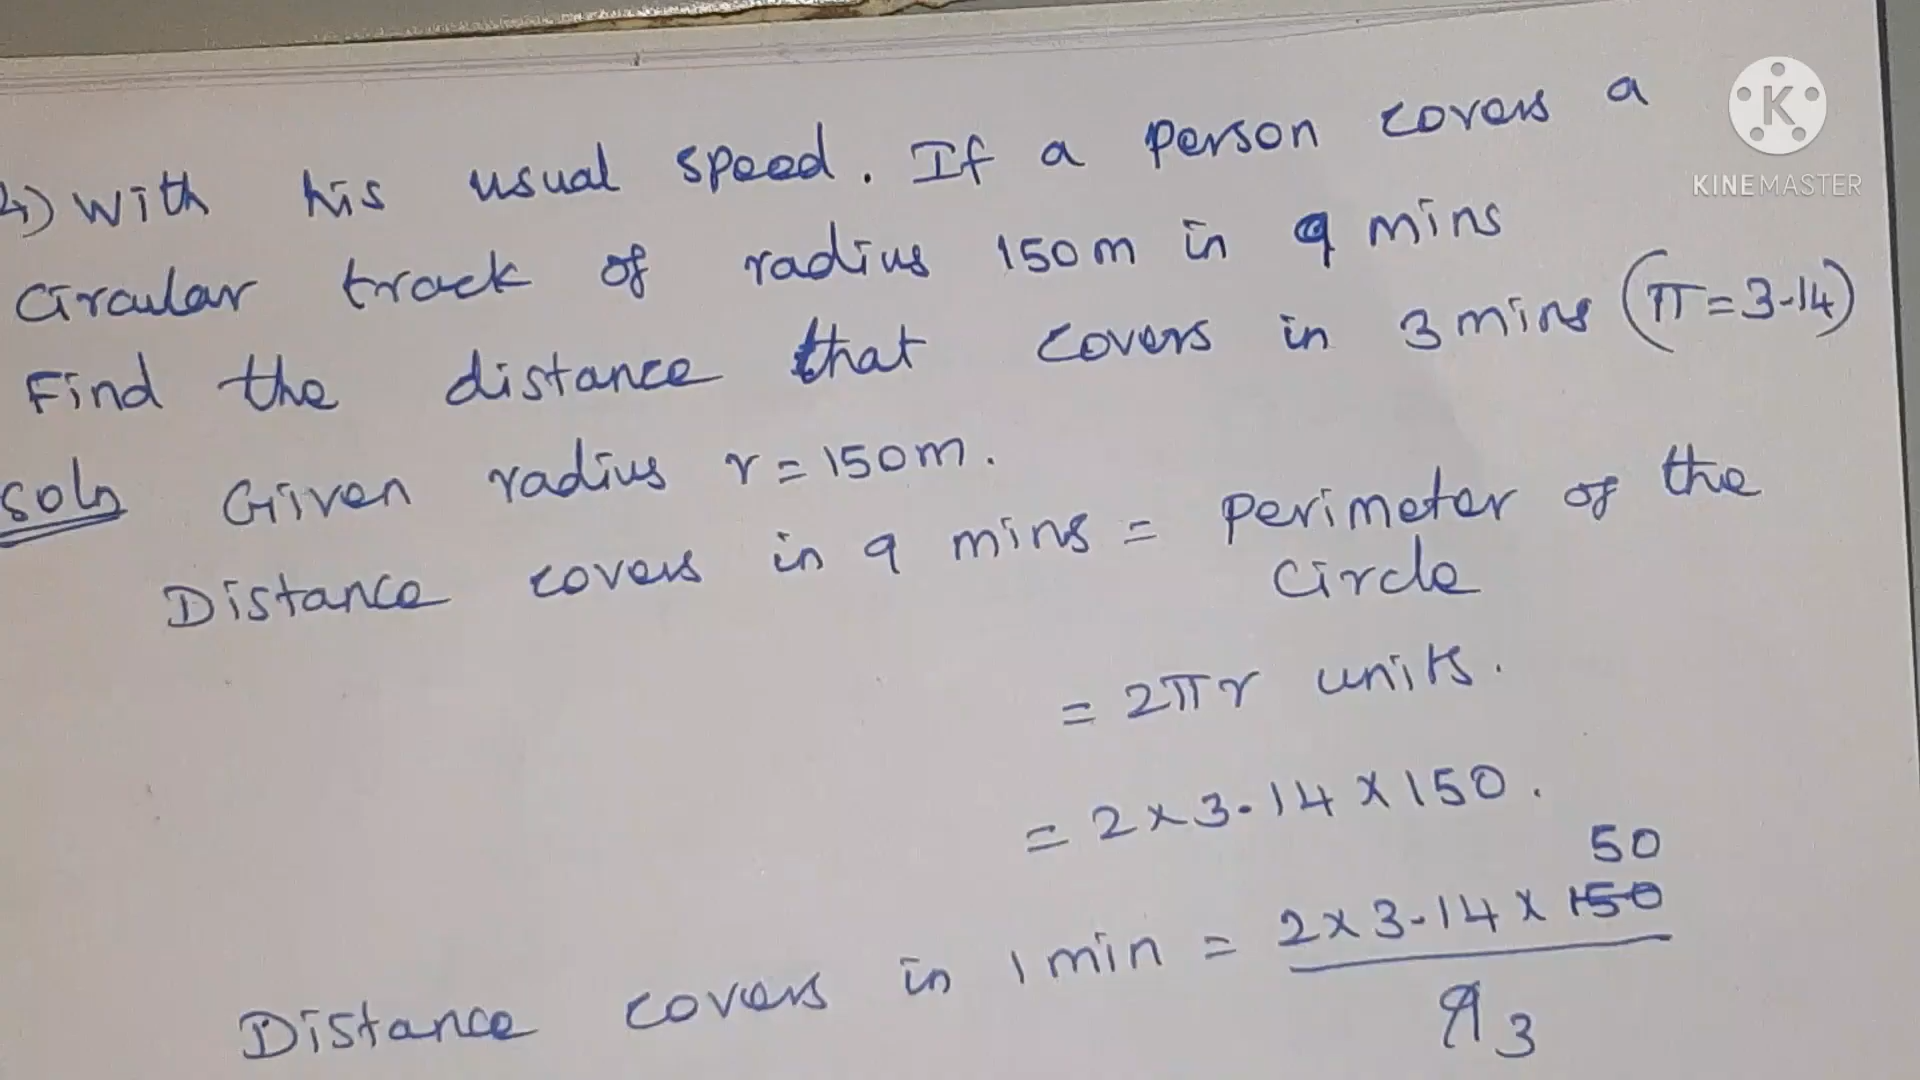 4) With his usual speed. If a person covers a
circular track of radius 150m in 9 mins
Find the distance that covers in 3 mins (π=3.14)
Soln Given radius r=150m.
Distance covers in 9 mins = perimeter of the
circle
= 2πr units.
= 2×3.14×150.
50
Distance covers in 1 min = 2×3.14×150
9 3
K
KINEMASTER